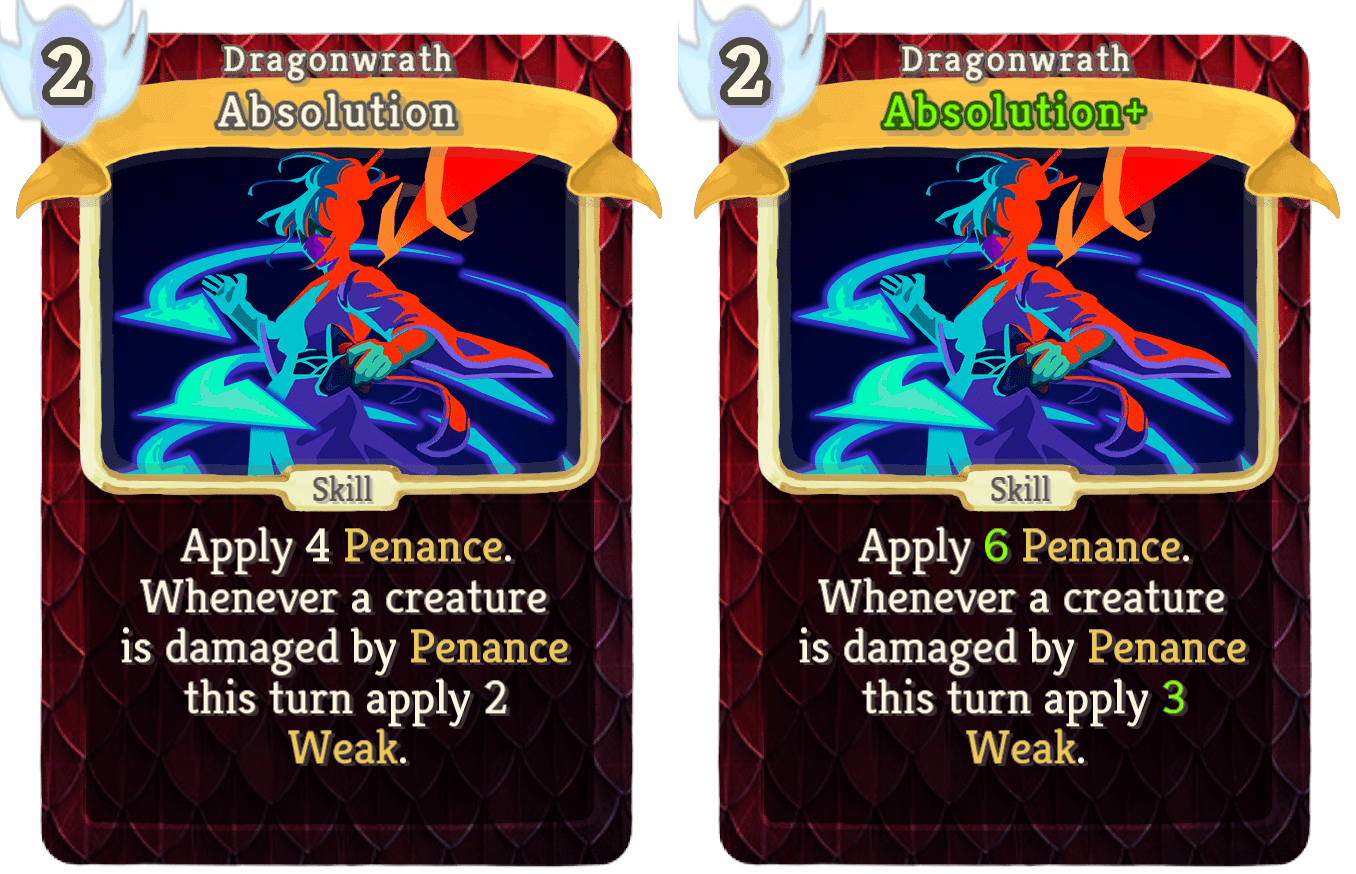 2
Dragonwrath
Absolution
Skill
Apply 4 Penance.
Whenever a creature
is damaged by Penance
this turn apply 2
Weak.
2
Dragonwrath
Absolution+
Skill
Apply 6 Penance.
Whenever a creature
is damaged by Penance
this turn apply 3
Weak.